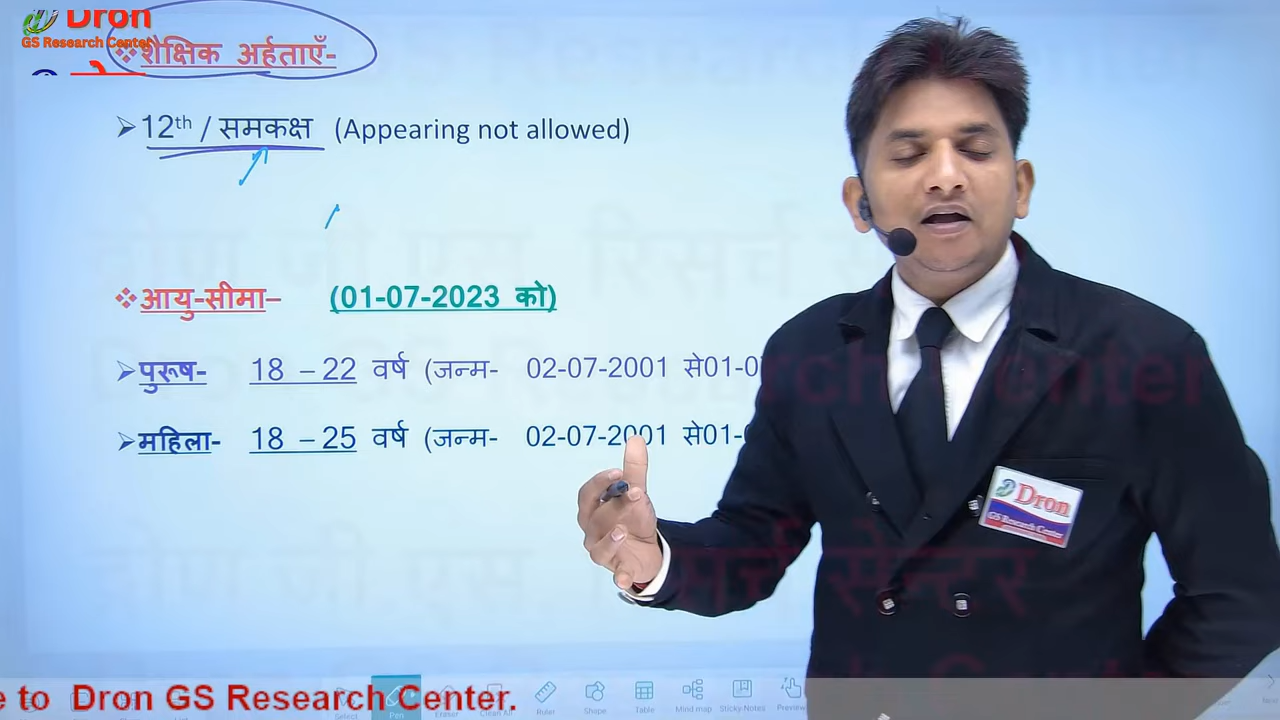 Dron
GS Research Center
❖शैक्षिक अर्हताएँ-
➢12th / समकक्ष (Appearing not allowed)
❖आयु-सीमा– (01-07-2023 को)
➢पुरूष- 18 – 22 वर्ष (जन्म- 02-07-2001 से01-0
➢महिला- 18 – 25 वर्ष (जन्म- 02-07-2001 से01-0
Dron
GS Research Center
e to Dron GS Research Center.
Select Pen Eraser Clean All Ruler Shape Table Mind map Sticky Notes Preview